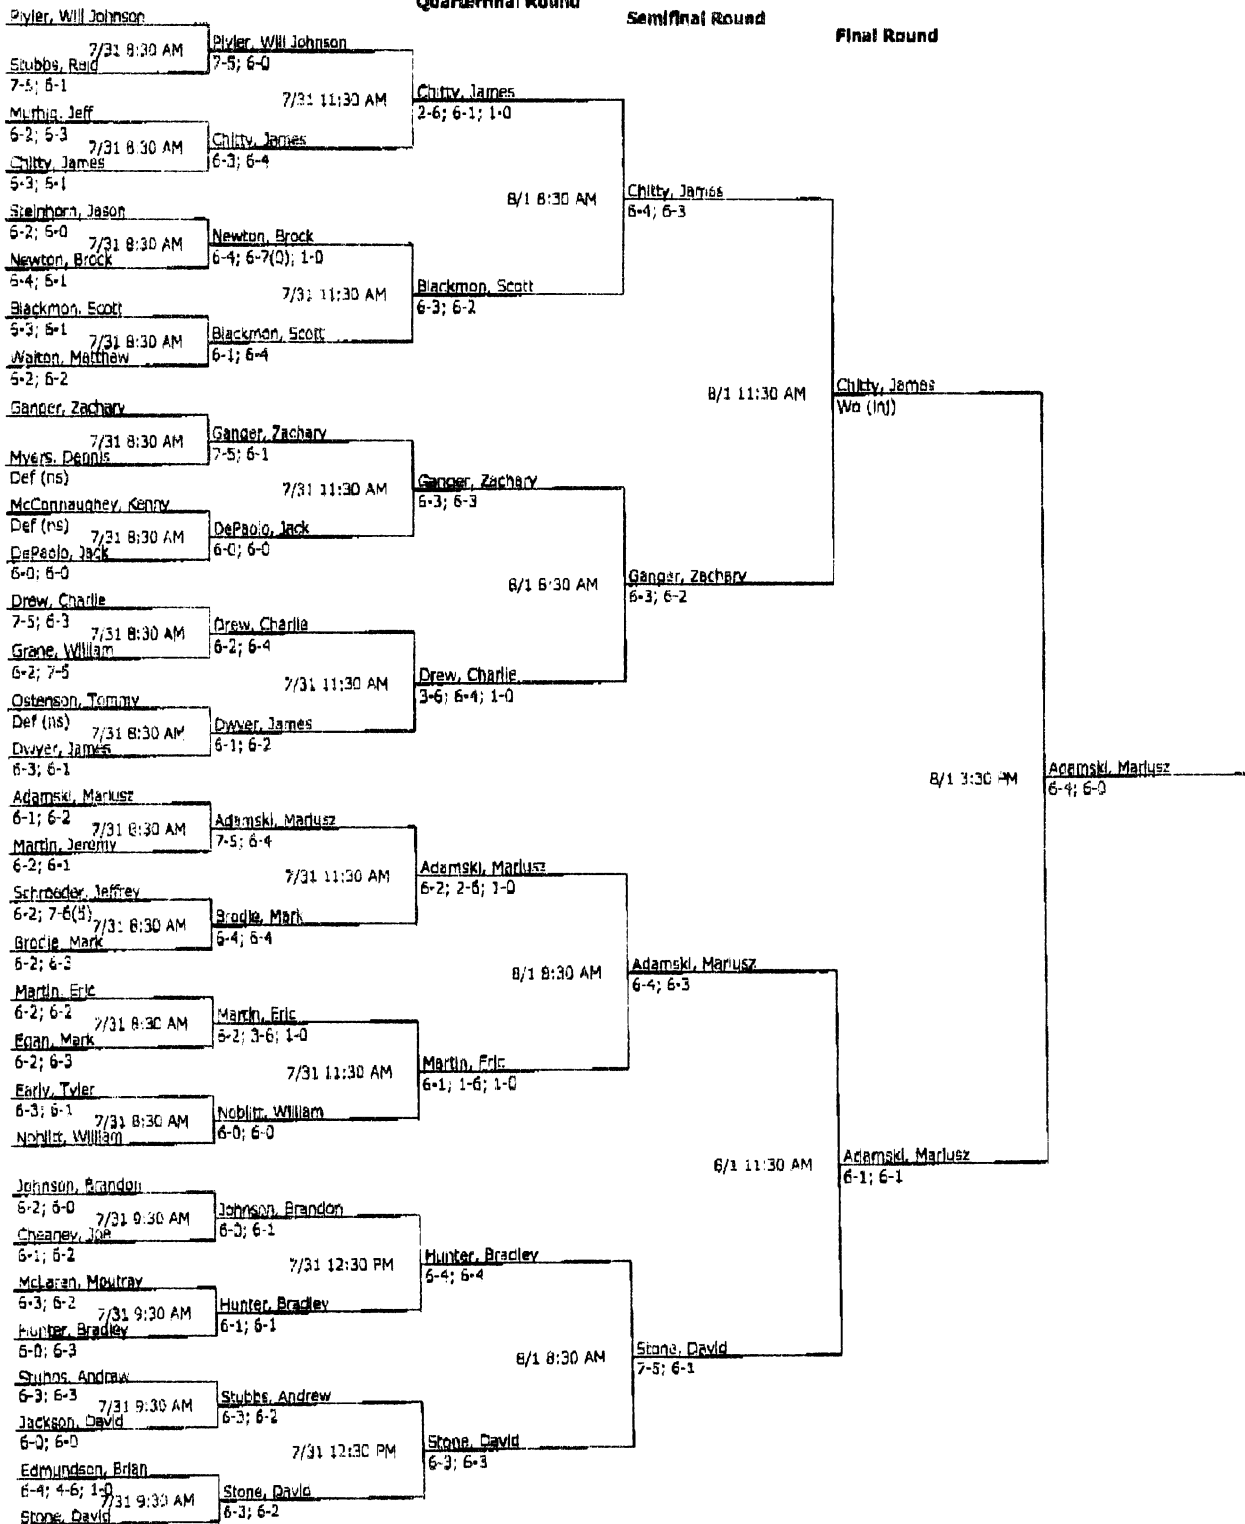 Quarterfinal Round
Semifinal Round
Final Round
Plyler, Will Johnson
7/31 8:30 AM
Plyler, Will Johnson
7-5; 6-0
Stubbs, Reid
7-5; 6-1
7/31 11:30 AM
Chitty, James
2-6; 6-1; 1-0
Muthig, Jeff
6-2; 6-3
7/31 8:30 AM
Chitty, James
6-3; 6-4
Chitty, James
6-3; 6-1
8/1 8:30 AM
Chitty, James
6-4; 6-3
Steinhorn, Jason
6-2; 6-0
7/31 8:30 AM
Newton, Brock
6-4; 6-7(0); 1-0
Newton, Brock
6-4; 6-1
7/31 11:30 AM
Blackmon, Scott
6-3; 6-2
Blackmon, Scott
6-3; 6-1
7/31 8:30 AM
Blackmon, Scott
6-1; 6-4
Walton, Matthew
6-2; 6-2
8/1 11:30 AM
Chitty, James
Wo (inj)
Ganger, Zachary
7/31 8:30 AM
Ganger, Zachary
7-5; 6-1
Myers, Dennis
Def (ns)
7/31 11:30 AM
Ganger, Zachary
6-3; 6-3
McConnaughey, Kenny
Def (ns)
7/31 8:30 AM
DePaolo, Jack
6-0; 6-0
DePaolo, Jack
6-0; 6-0
8/1 8:30 AM
Ganger, Zachary
6-3; 6-2
Drew, Charlie
7-5; 6-3
7/31 8:30 AM
Drew, Charlie
6-2; 6-4
Grane, William
6-2; 7-5
7/31 11:30 AM
Drew, Charlie
3-6; 6-4; 1-0
Ostenson, Tommy
Def (ns)
7/31 8:30 AM
Dwyer, James
6-1; 6-2
Dwyer, James
6-3; 6-1
8/1 3:30 PM
Adamski, Mariusz
6-4; 6-0
Adamski, Mariusz
6-1; 6-2
7/31 8:30 AM
Adamski, Mariusz
7-5; 6-4
Martin, Jeremy
6-2; 6-1
7/31 11:30 AM
Adamski, Mariusz
6-2; 2-6; 1-0
Schroeder, Jeffrey
6-2; 7-6(5)
7/31 8:30 AM
Brodie, Mark
6-4; 6-4
Brodie, Mark
6-2; 6-3
8/1 8:30 AM
Adamski, Mariusz
6-4; 6-3
Martin, Eric
6-2; 6-2
7/31 8:30 AM
Martin, Eric
6-2; 3-6; 1-0
Egan, Mark
6-2; 6-3
7/31 11:30 AM
Martin, Eric
6-1; 1-6; 1-0
Early, Tyler
6-3; 6-1
7/31 8:30 AM
Noblitt, William
6-0; 6-0
Noblitt, William
8/1 11:30 AM
Adamski, Mariusz
6-1; 6-1
Johnson, Brandon
6-2; 6-0
7/31 9:30 AM
Johnson, Brandon
6-0; 6-1
Cheaney, Joe
6-1; 6-2
7/31 12:30 PM
Hunter, Bradley
6-4; 6-4
McLaren, Moutray
6-3; 6-2
7/31 9:30 AM
Hunter, Bradley
6-1; 6-1
Hunter, Bradley
6-0; 6-3
8/1 8:30 AM
Stone, David
7-5; 6-1
Stubbs, Andrew
6-3; 6-3
7/31 9:30 AM
Stubbs, Andrew
6-3; 6-2
Jackson, David
6-0; 6-0
7/31 12:30 PM
Stone, David
6-3; 6-3
Edmundson, Brian
6-4; 4-6; 1-0
7/31 9:30 AM
Stone, David
6-3; 6-2
Stone, David